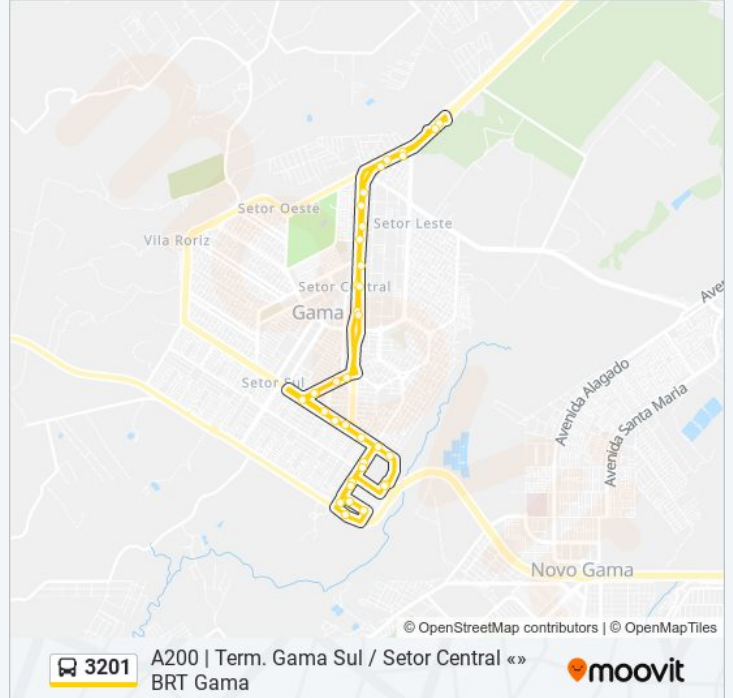 Setor Oeste
Setor Leste
Vila Roriz
Setor Central
Gama
Ave
Setor Sul
Avenida Alagado
Avenida Santa Maria
Novo Gama
© OpenStreetMap contributors | © OpenMapTiles
3201
A200 | Term. Gama Sul / Setor Central «»
BRT Gama
moovit